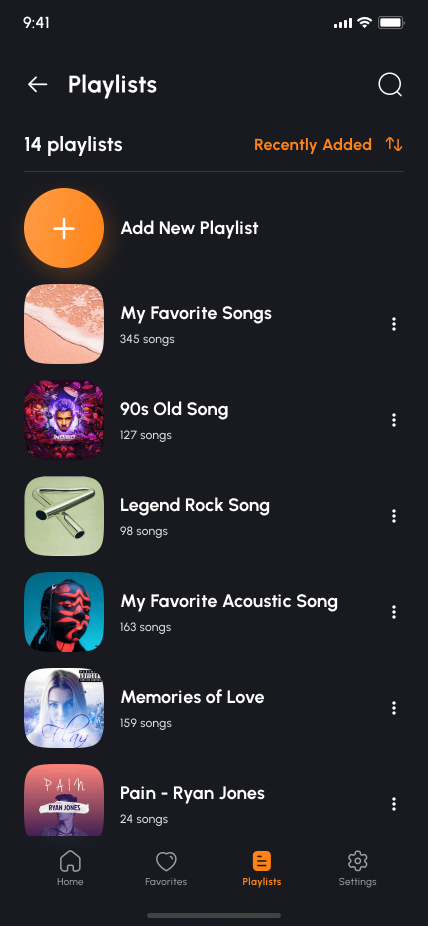 9:41
Playlists
14 playlists
Recently Added
Add New Playlist
My Favorite Songs
345 songs
90s Old Song
127 songs
Legend Rock Song
98 songs
My Favorite Acoustic Song
163 songs
Memories of Love
159 songs
Play
PAIN
RYAN JONES
Pain - Ryan Jones
24 songs
Home
Favorites
Playlists
Settings